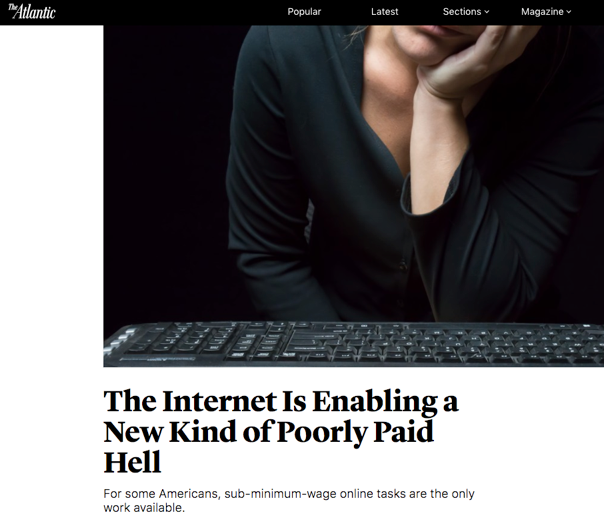 The Atlantic Popular Latest Sections Magazine
The Internet Is Enabling a
New Kind of Poorly Paid
Hell
For some Americans, sub-minimum-wage online tasks are the only
work available.